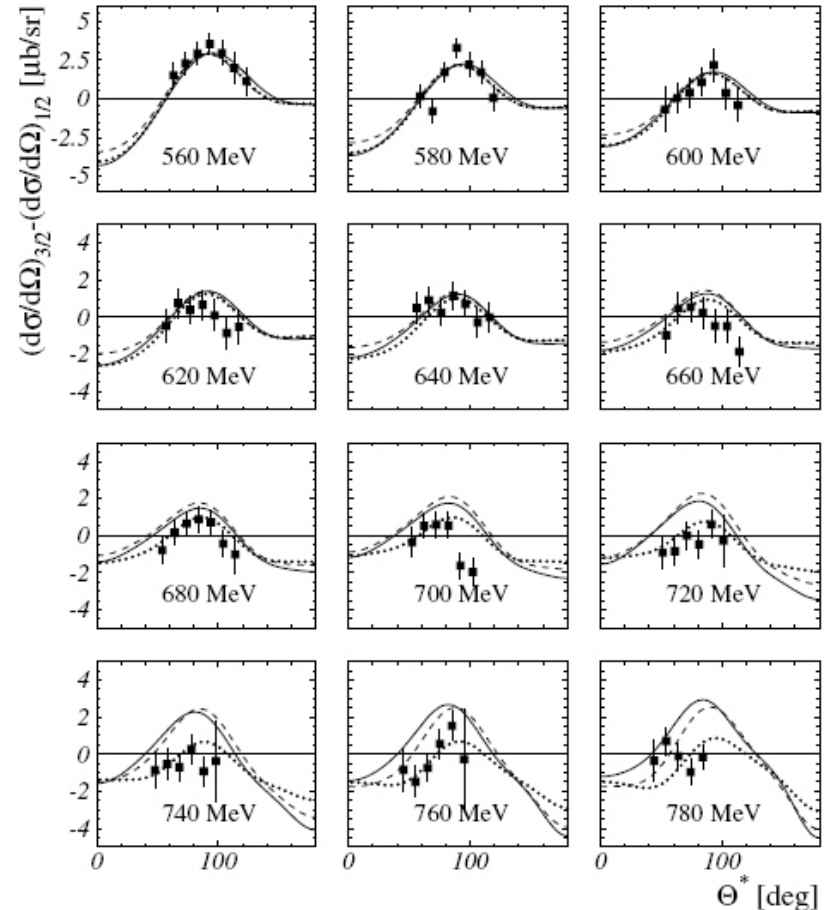 (dσ/dΩ)3/2-(dσ/dΩ)1/2 [μb/sr]
5
2.5
0
-2.5
-5
560 MeV
580 MeV
600 MeV
4
2
0
-2
-4
620 MeV
640 MeV
660 MeV
4
2
0
-2
-4
680 MeV
700 MeV
720 MeV
4
2
0
-2
-4
740 MeV
760 MeV
780 MeV
0
100
0
100
0
100
Θ* [deg]